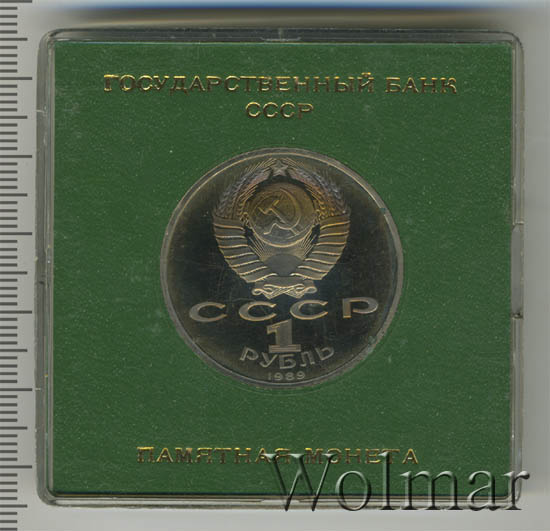 ГОСУДАРСТВЕННЫЙ БАНК
СССР
СССР
1
РУБЛЬ
1989
ПАМЯТНАЯ МОНЕТА
Wolmar